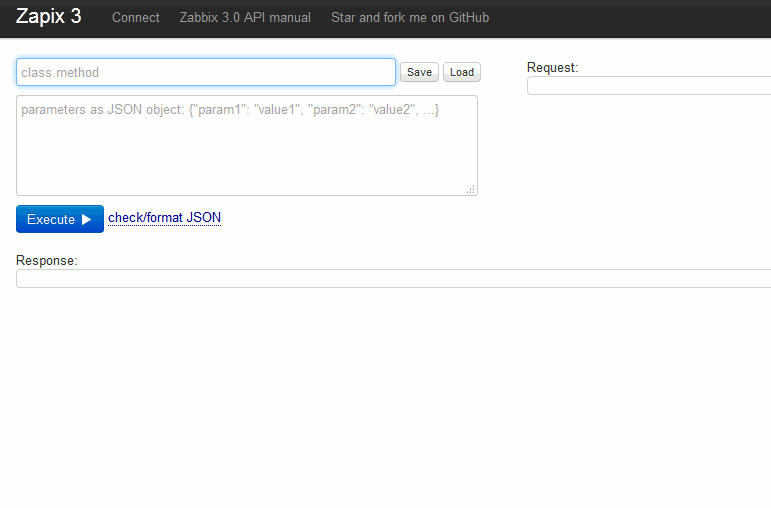 Zapix 3 Connect Zabbix 3.0 API manual Star and fork me on GitHub
class.method Save Load
Request:
parameters as JSON object: {"param1": "value1", "param2": "value2", ...}
Execute check/format JSON
Response: